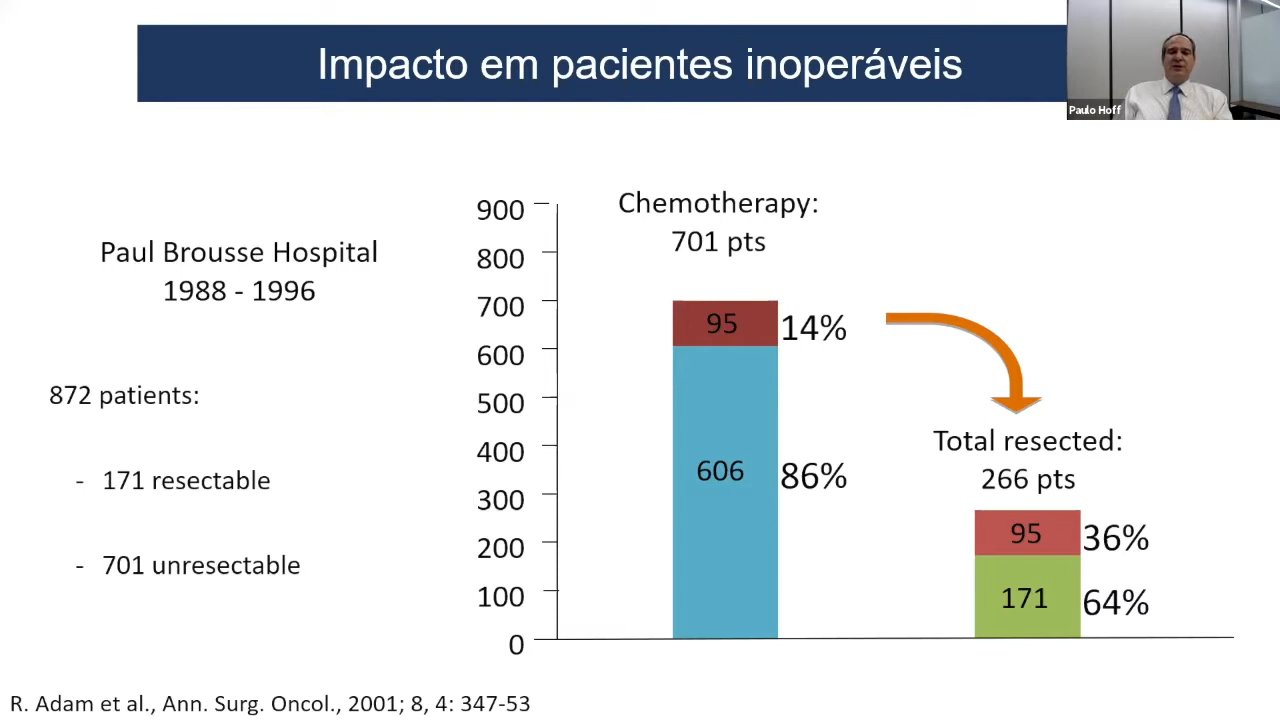 Impacto em pacientes inoperáveis
Paulo Hoff
Paul Brousse Hospital
1988 - 1996
872 patients:
- 171 resectable
- 701 unresectable
900
800
700
600
500
400
300
200
100
0
Chemotherapy:
701 pts
95
14%
606
86%
Total resected:
266 pts
95
36%
171
64%
R. Adam et al., Ann. Surg. Oncol., 2001; 8, 4: 347-53